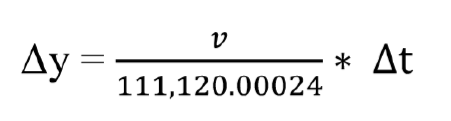 Δy = v / 111,120.00024 * Δt